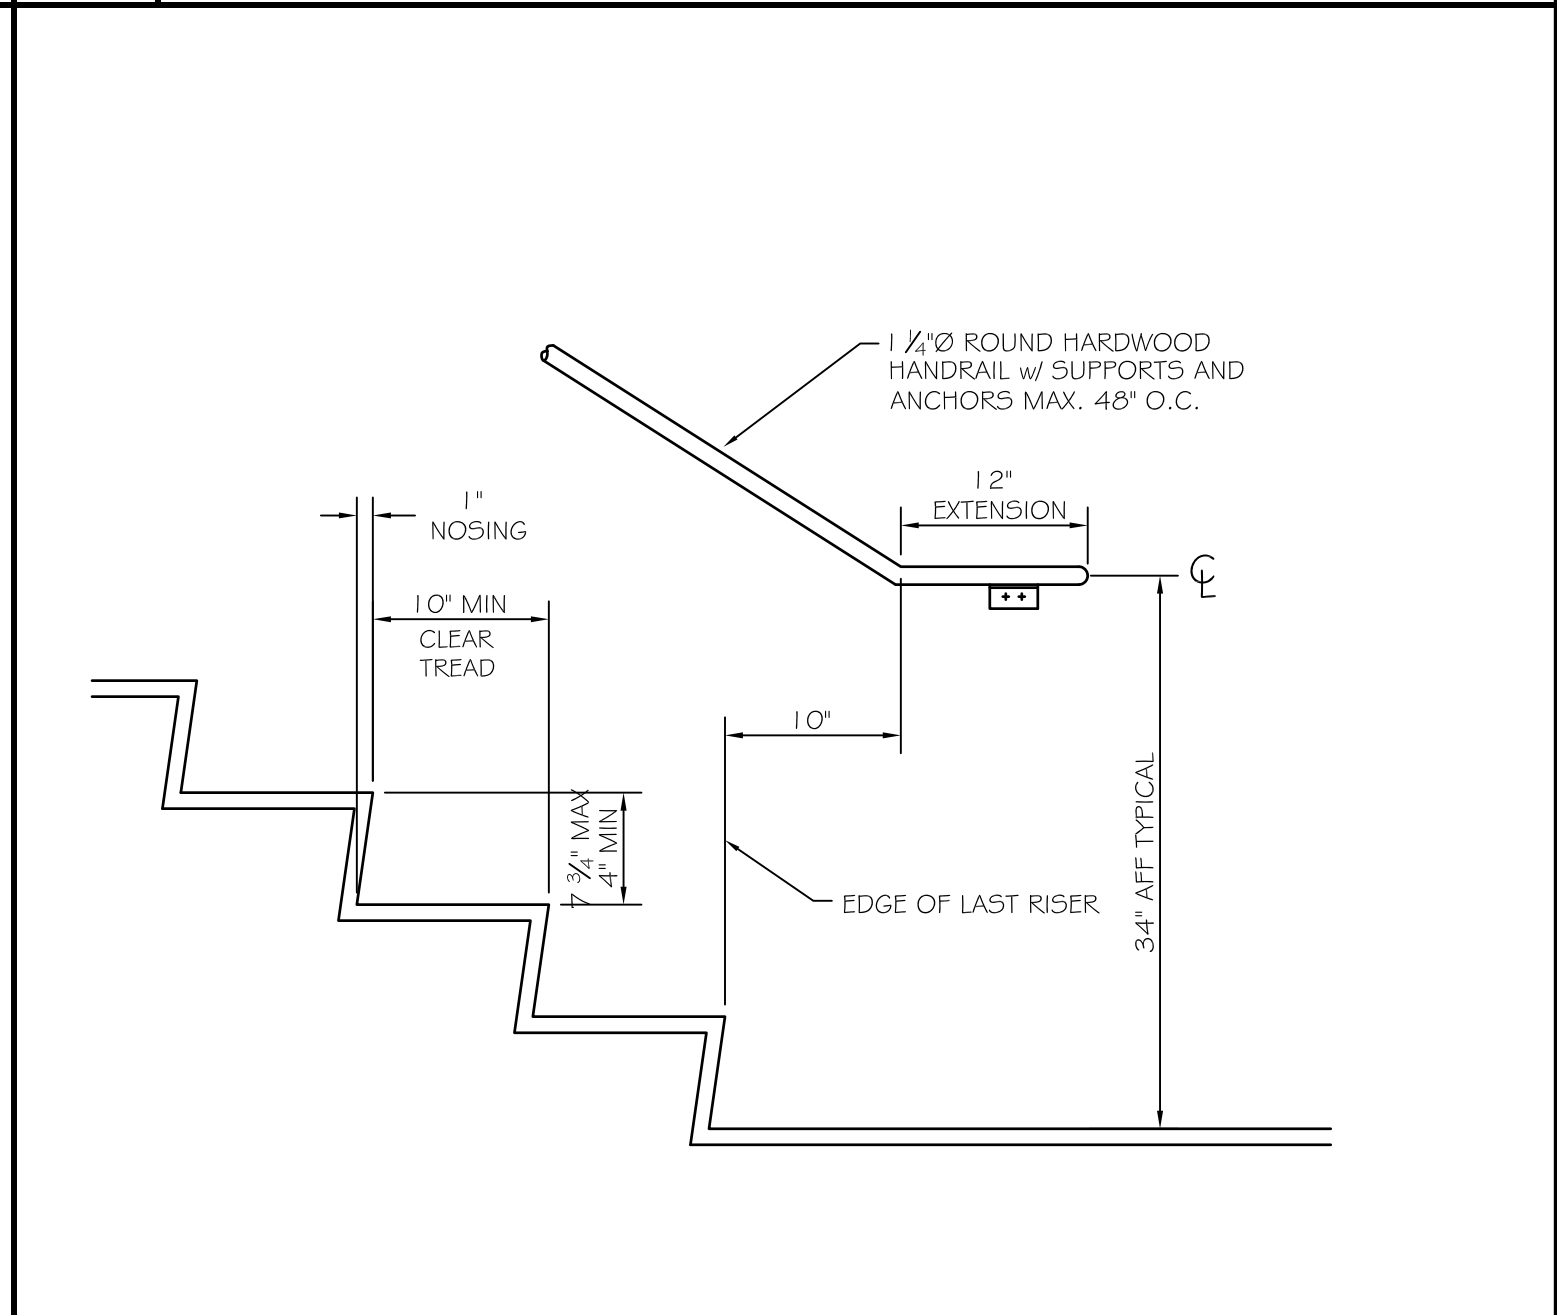 1 1/4"Ø ROUND HARDWOOD
HANDRAIL w/ SUPPORTS AND
ANCHORS MAX. 48" O.C.
12"
EXTENSION
1"
NOSING
℄
10" MIN
CLEAR
TREAD
10"
7 3/4" MAX
4" MIN
34" AFF TYPICAL
EDGE OF LAST RISER